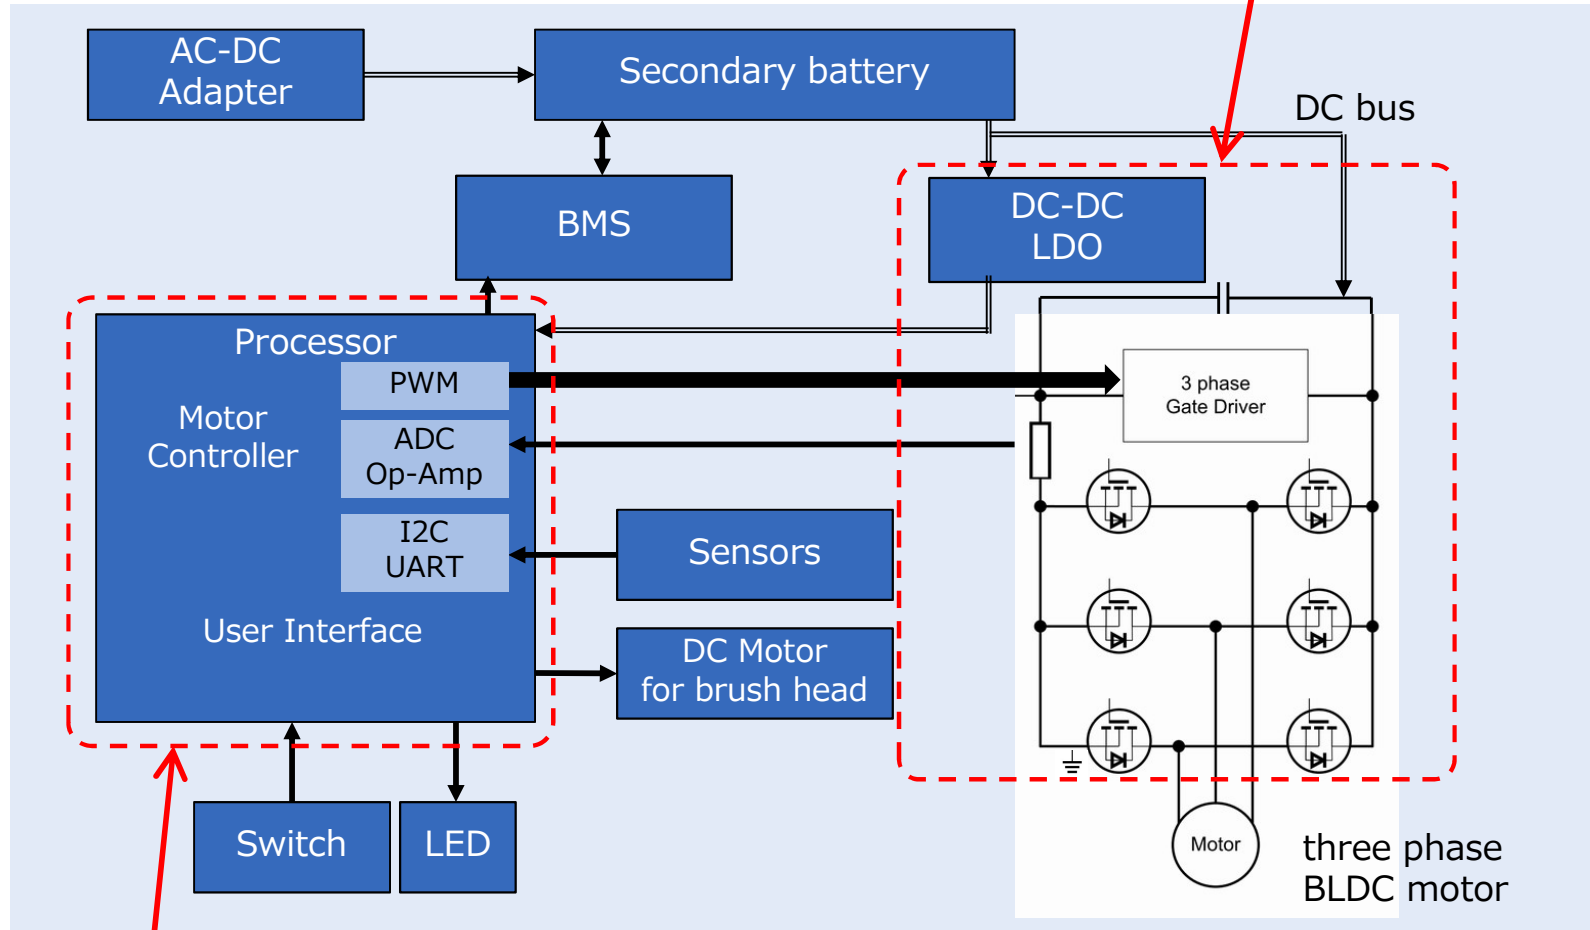 AC-DC
Adapter
Secondary battery
DC bus
BMS
DC-DC
LDO
Processor
PWM
3 phase
Gate Driver
Motor
Controller
ADC
Op-Amp
I2C
UART
Sensors
User Interface
DC Motor
for brush head
Switch
LED
Motor
three phase
BLDC motor